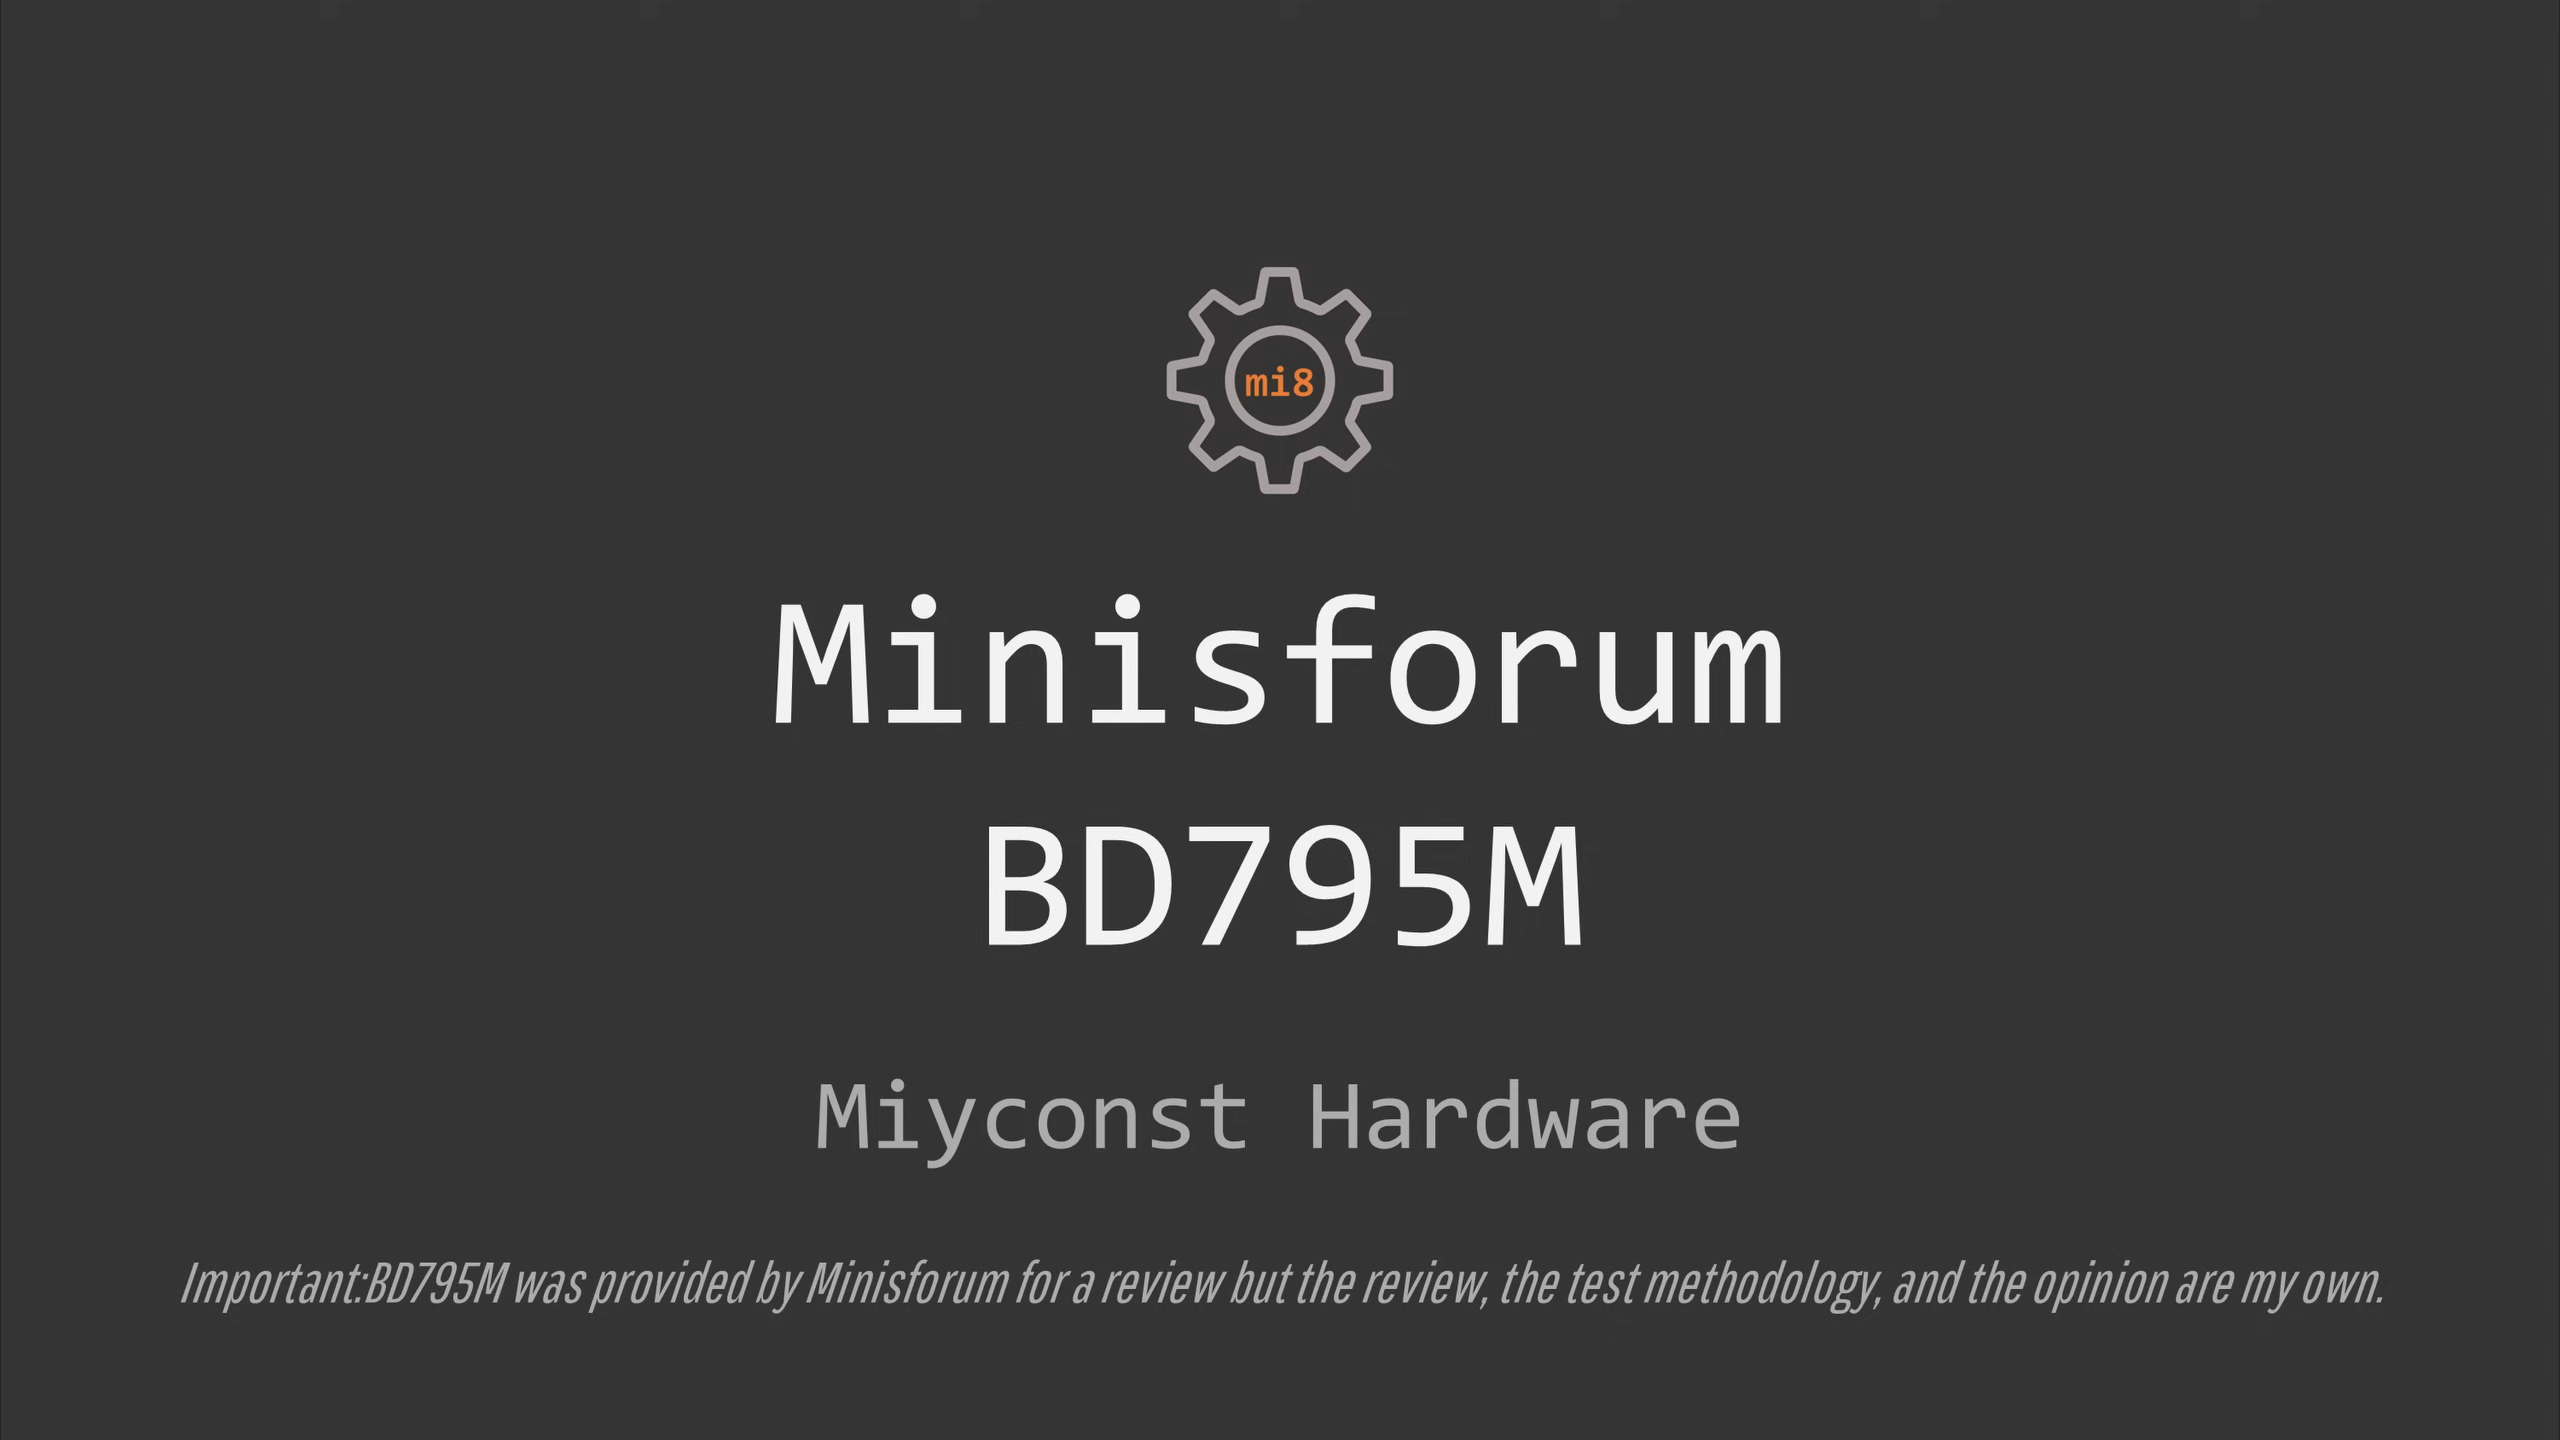 mi8
Minisforum
BD795M
Miyconst Hardware
Important:BD795M was provided by Minisforum for a review but the review, the test methodology, and the opinion are my own.